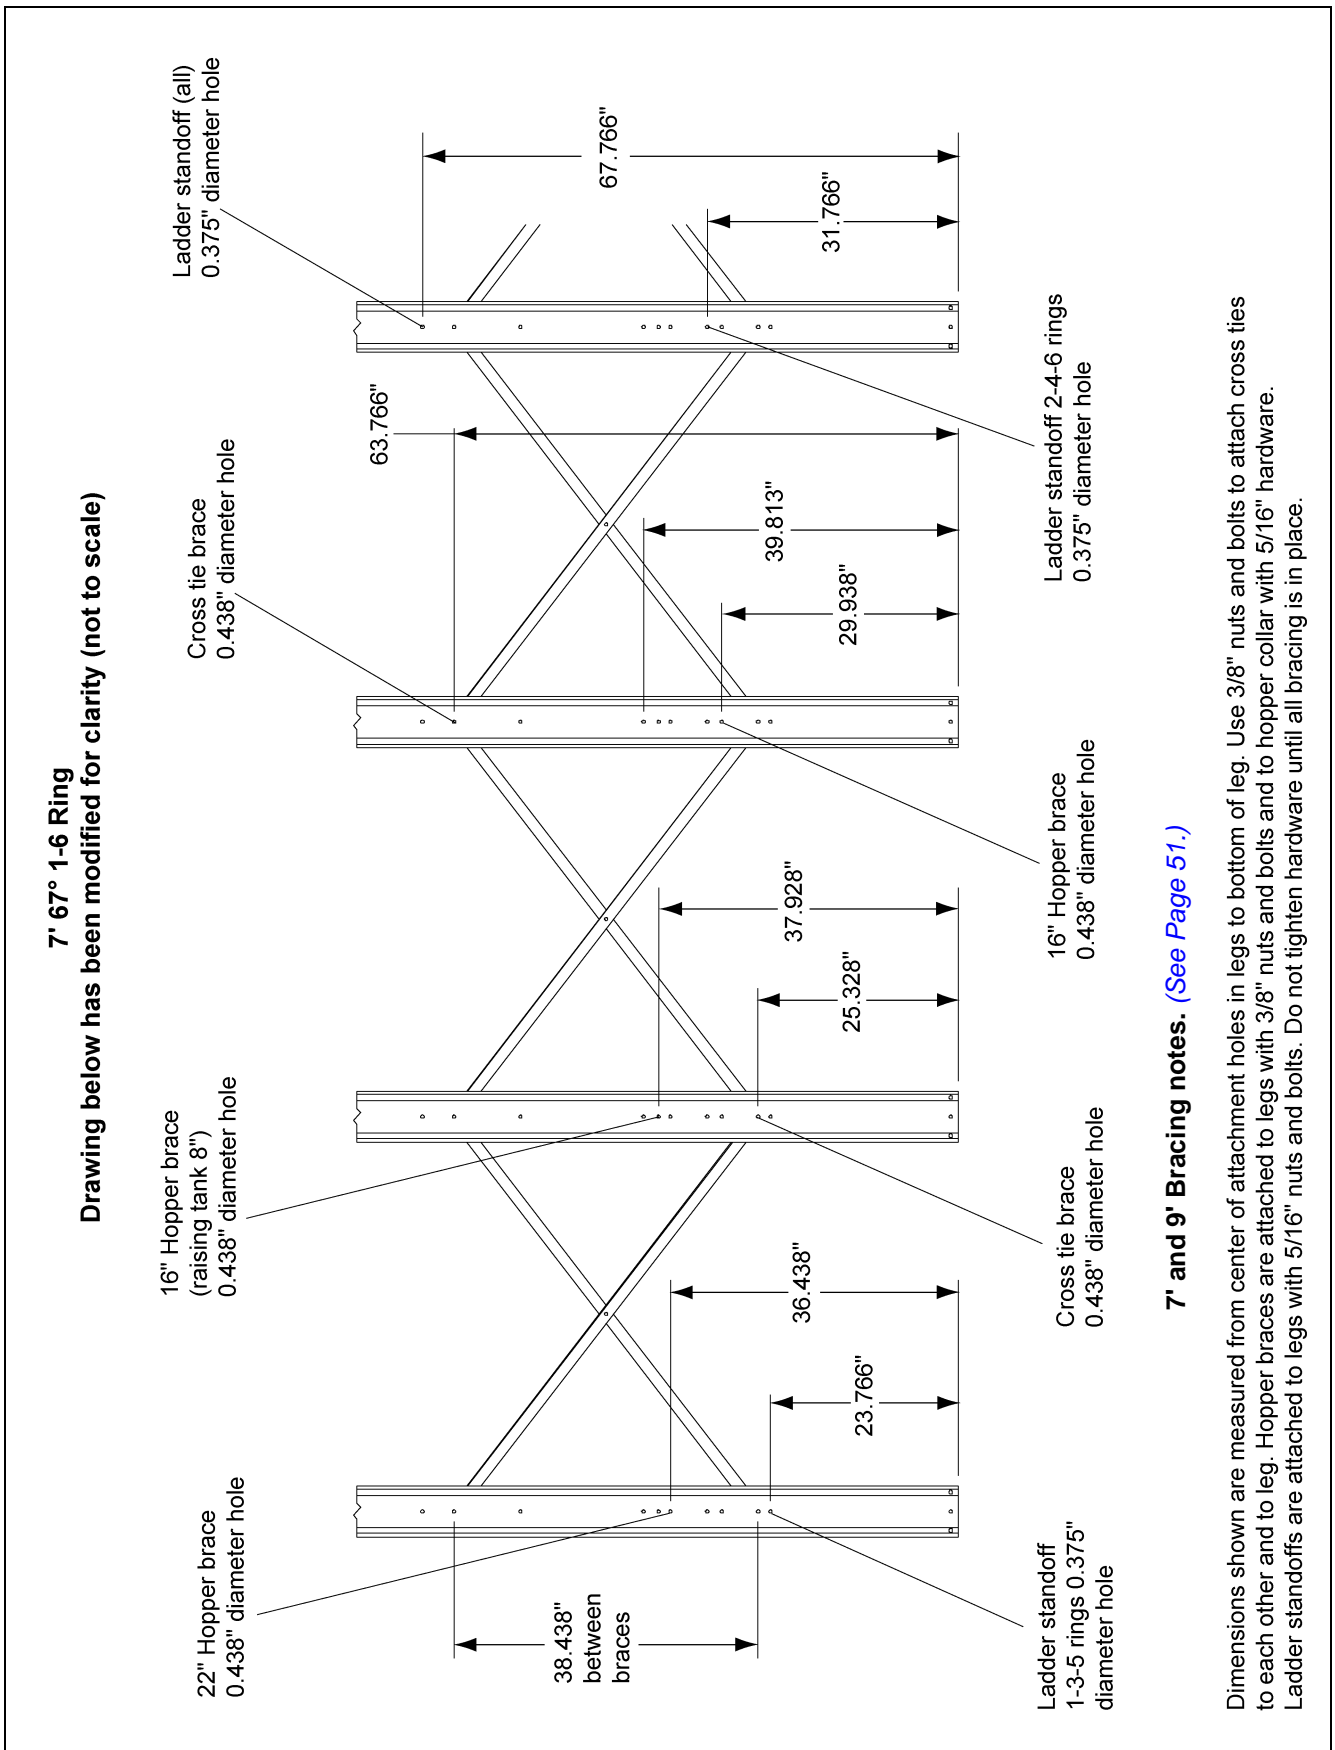 7' 67° 1-6 Ring
Drawing below has been modified for clarity (not to scale)
22" Hopper brace
0.438" diameter hole
16" Hopper brace
(raising tank 8")
0.438" diameter hole
Cross tie brace
0.438" diameter hole
Ladder standoff (all)
0.375" diameter hole
38.438"
between
braces
23.766"
36.438"
25.328"
37.928"
29.938"
39.813"
63.766"
31.766"
67.766"
Ladder standoff
1-3-5 rings 0.375"
diameter hole
Cross tie brace
0.438" diameter hole
16" Hopper brace
0.438" diameter hole
Ladder standoff 2-4-6 rings
0.375" diameter hole
7' and 9' Bracing notes. (See Page 51.)
Dimensions shown are measured from center of attachment holes in legs to bottom of leg. Use 3/8" nuts and bolts to attach cross ties
to each other and to leg. Hopper braces are attached to legs with 3/8" nuts and bolts and to hopper collar with 5/16" hardware.
Ladder standoffs are attached to legs with 5/16" nuts and bolts. Do not tighten hardware until all bracing is in place.